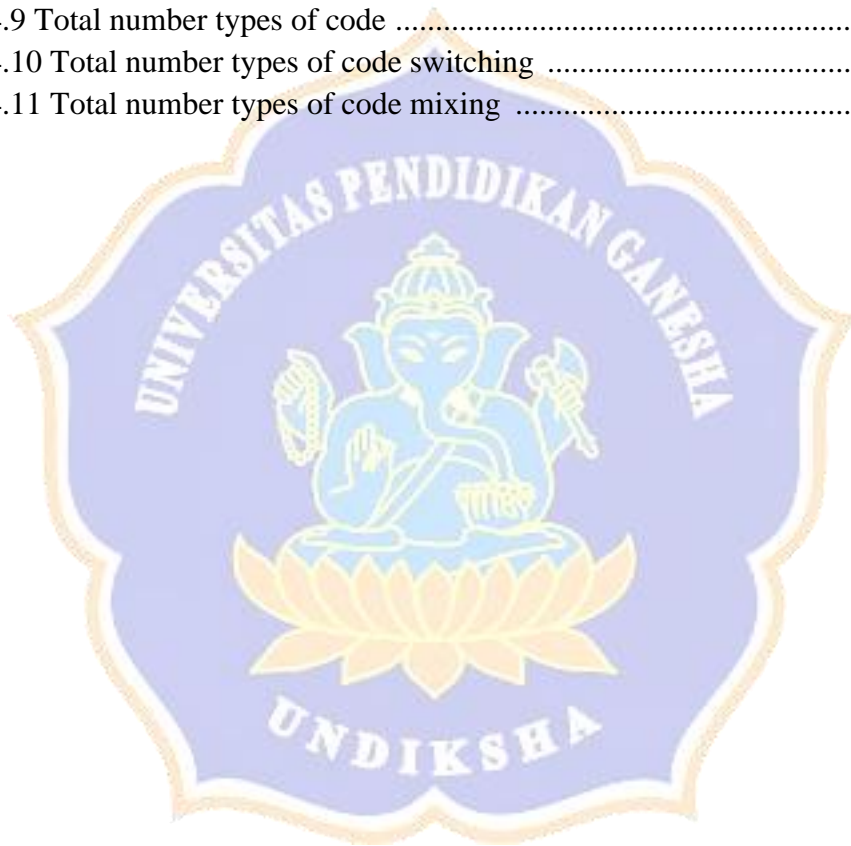 .9 Total number types of code ......................................................
.10 Total number types of code switching ....................................
.11 Total number types of code mixing ........................................
UNIVERSITAS PENDIDIKAN GANESHA
UNDIKSHA